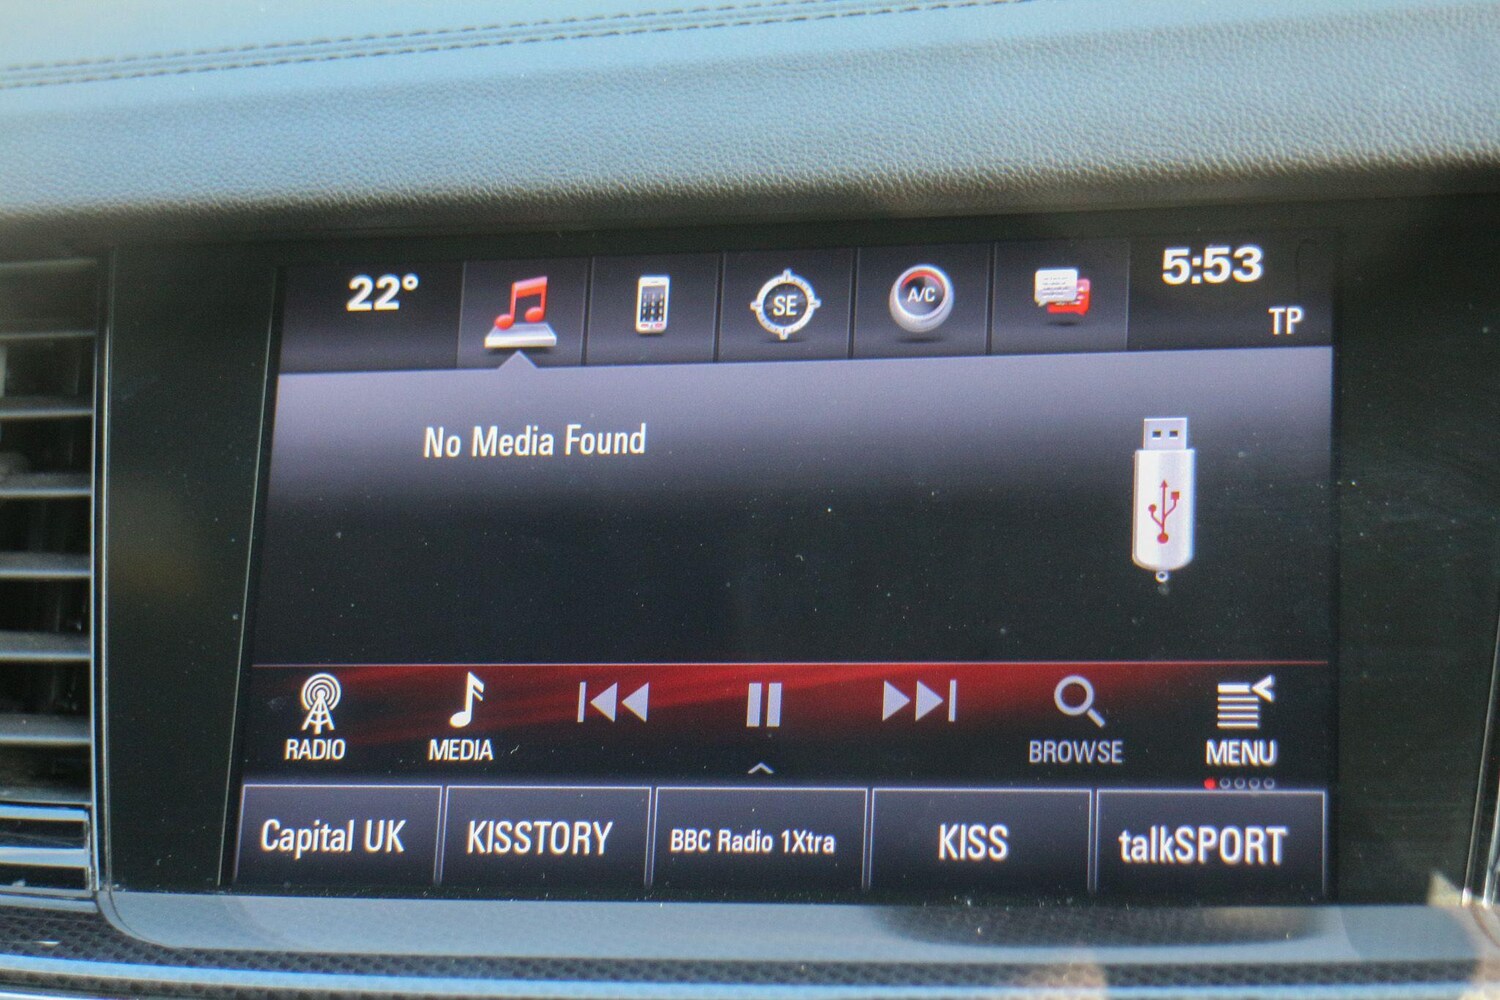 22°
SE
A/C
5:53
TP
No Media Found
RADIO
MEDIA
BROWSE
MENU
Capital UK
KISSTORY
BBC Radio 1Xtra
KISS
talkSPORT